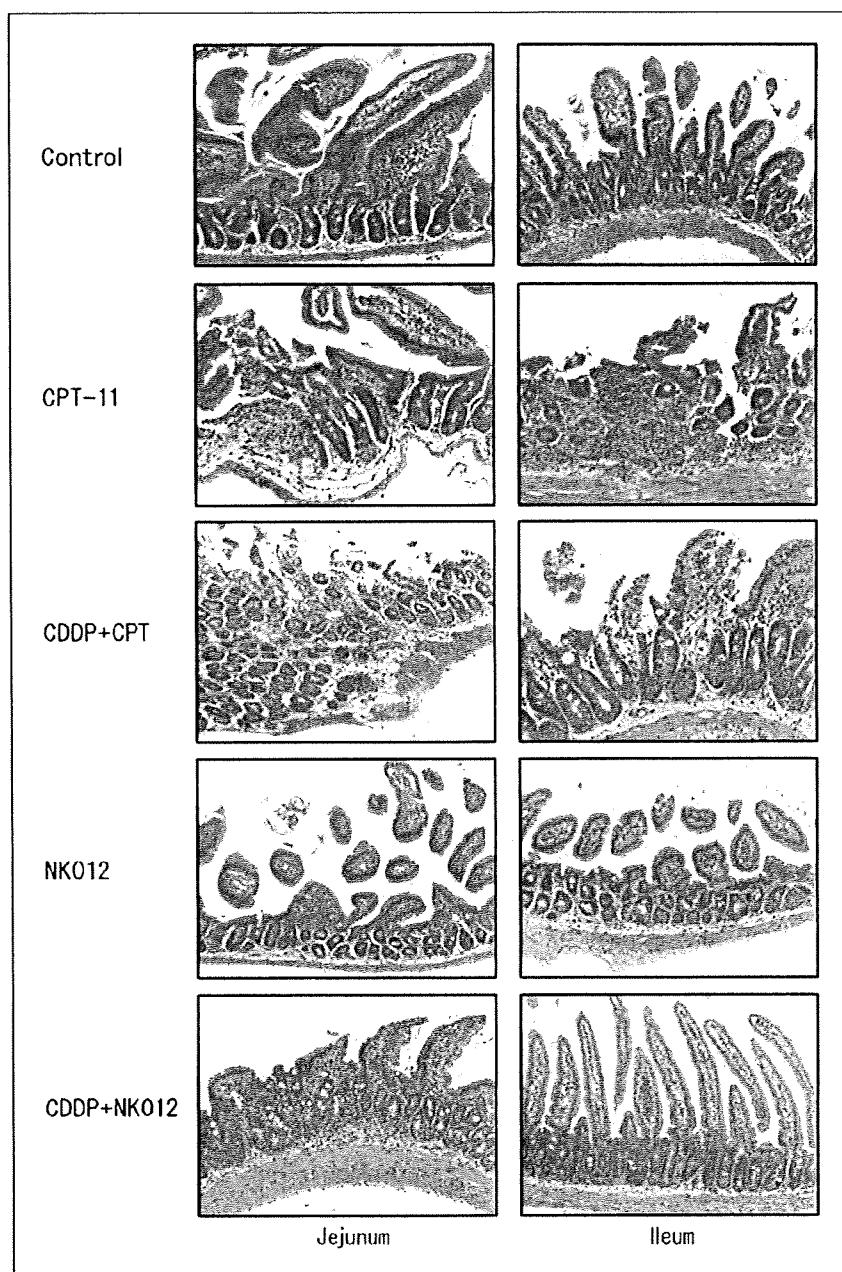 Control
CPT-11
CDDP+CPT
NK012
CDDP+NK012
Jejunum Ileum